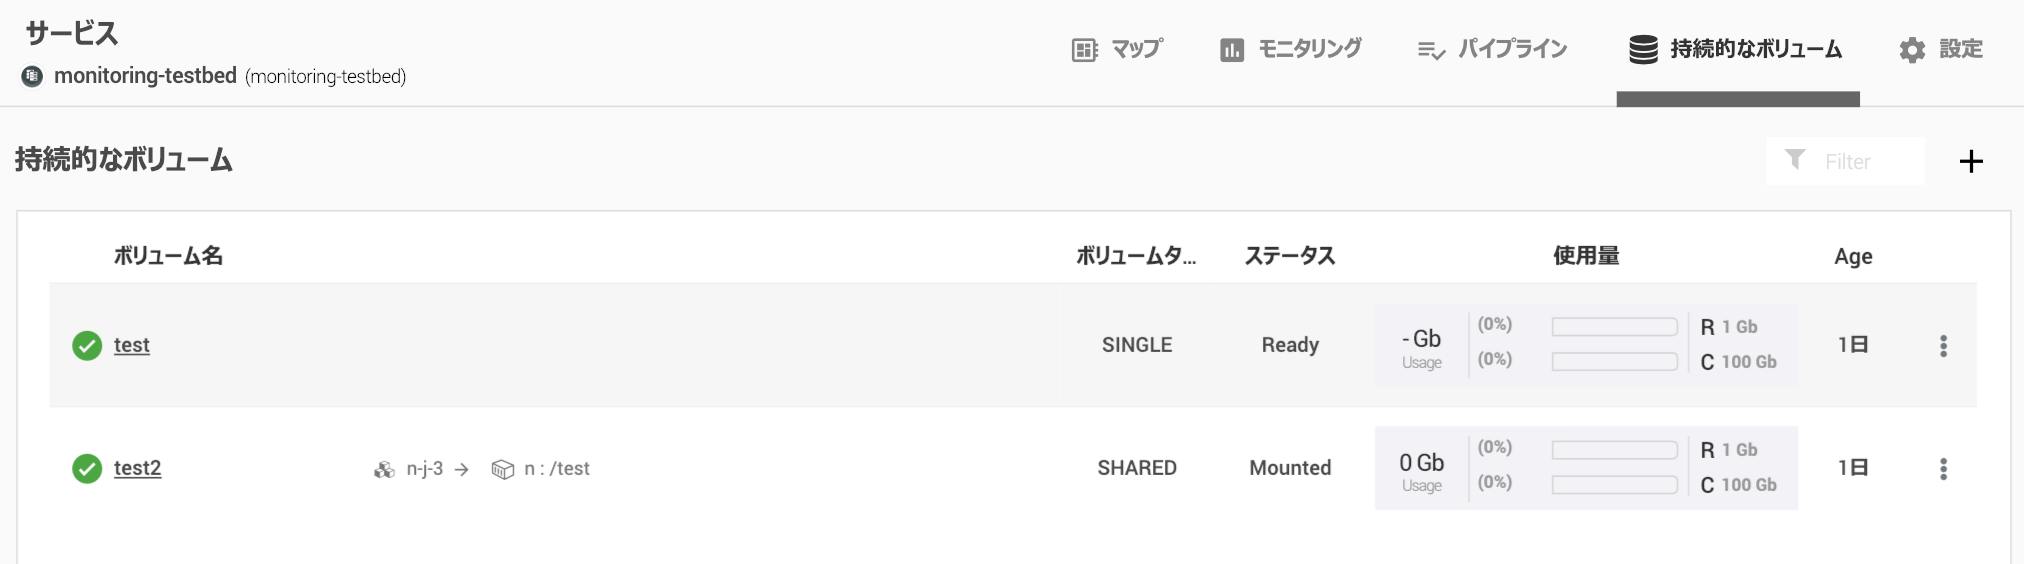 サービス
monitoring-testbed (monitoring-testbed)
マップ
モニタリング
パイプライン
持続的なボリューム
設定
持続的なボリューム
Filter
ボリューム名
ボリュームタ...
ステータス
使用量
Age
test
SINGLE
Ready
- Gb
Usage
(0%)
(0%)
R 1 Gb
C 100 Gb
1日
test2
n-j-3 → n : /test
SHARED
Mounted
0 Gb
Usage
(0%)
(0%)
R 1 Gb
C 100 Gb
1日